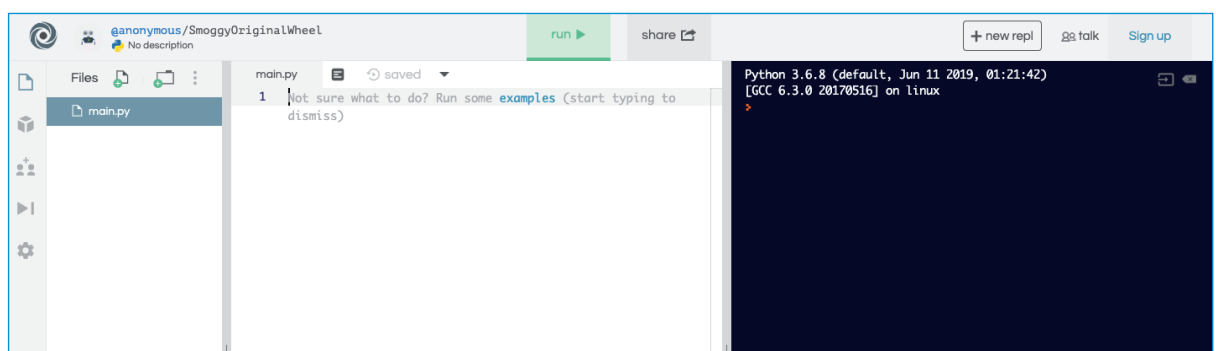 @anonymous/SmoggyOriginalWheel
No description
run
share
+ new repl
talk
Sign up
Files
main.py
main.py
saved
1 Not sure what to do? Run some examples (start typing to
dismiss)
Python 3.6.8 (default, Jun 11 2019, 01:21:42)
[GCC 6.3.0 20170516] on linux